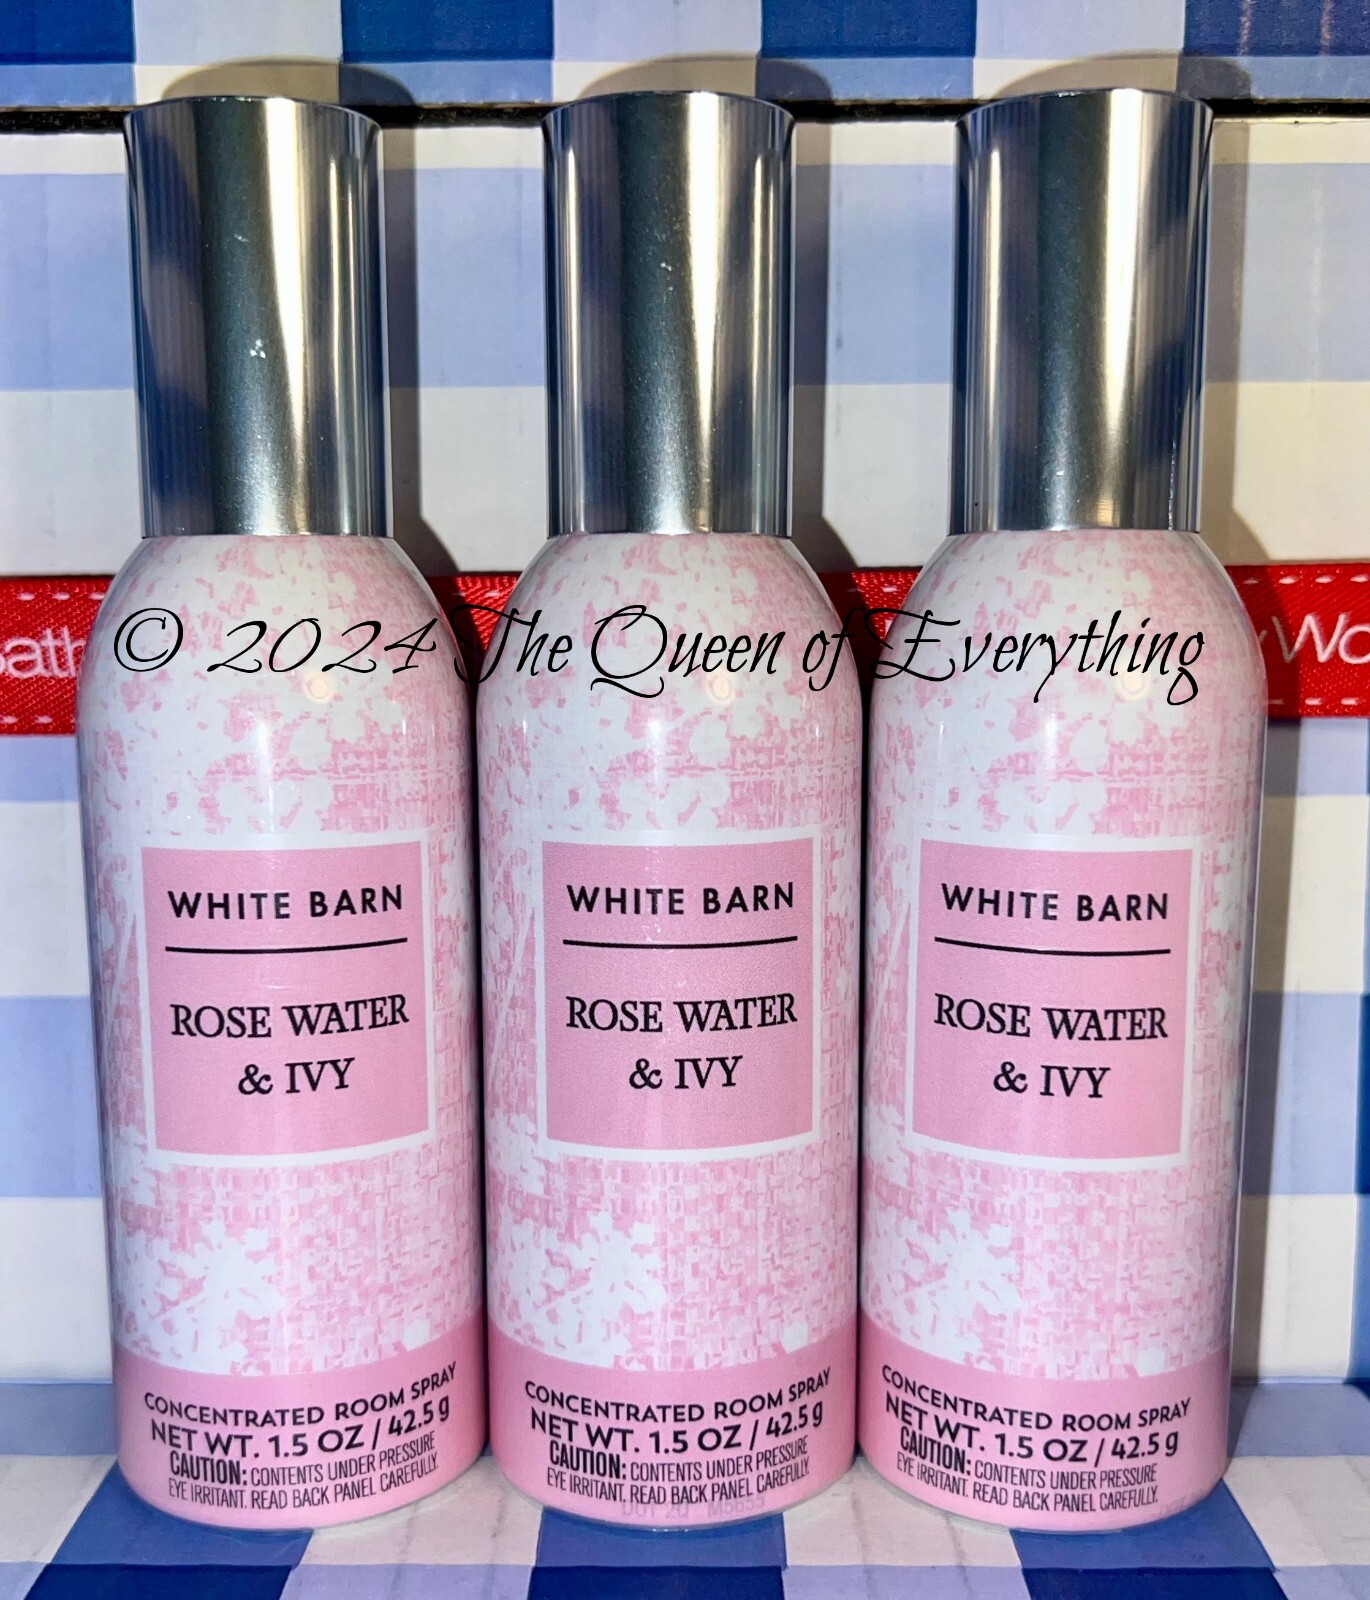 © 2024 The Queen of Everything
WHITE BARN
ROSE WATER
& IVY
CONCENTRATED ROOM SPRAY
NET WT. 1.5 OZ / 42.5 g
CAUTION: CONTENTS UNDER PRESSURE
EYE IRRITANT. READ BACK PANEL CAREFULLY.
WHITE BARN
ROSE WATER
& IVY
CONCENTRATED ROOM SPRAY
NET WT. 1.5 OZ / 42.5 g
CAUTION: CONTENTS UNDER PRESSURE
EYE IRRITANT. READ BACK PANEL CAREFULLY.
WHITE BARN
ROSE WATER
& IVY
CONCENTRATED ROOM SPRAY
NET WT. 1.5 OZ / 42.5 g
CAUTION: CONTENTS UNDER PRESSURE
EYE IRRITANT. READ BACK PANEL CAREFULLY.